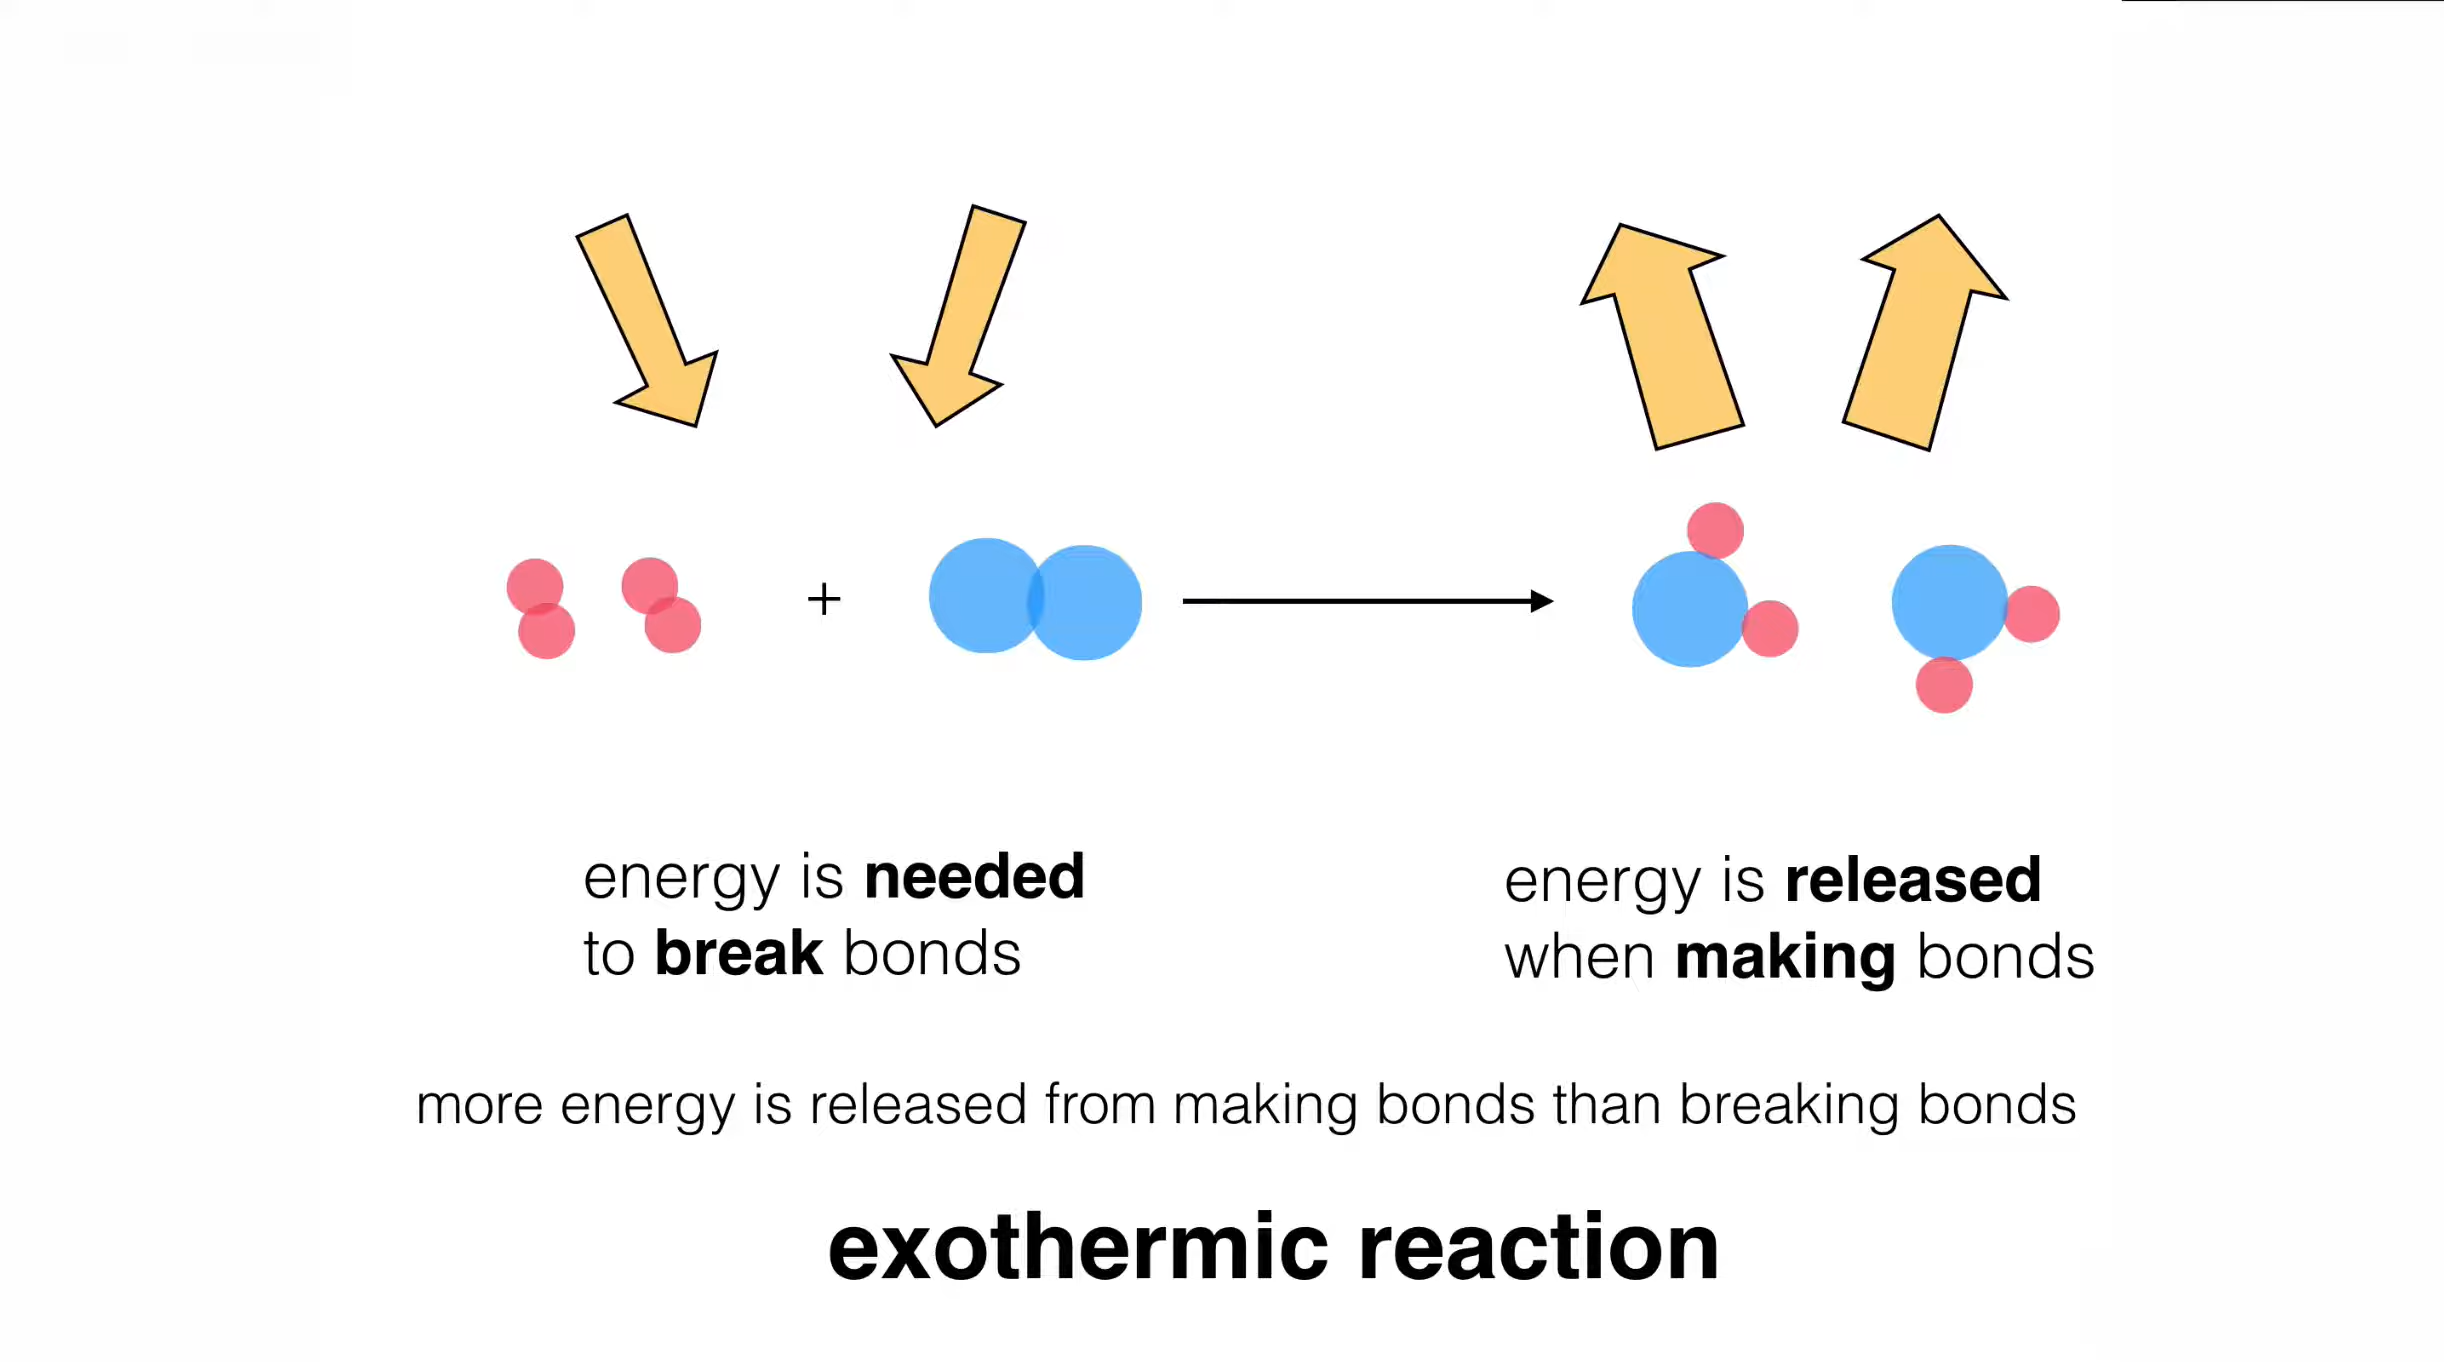 +
energy is needed
to break bonds
energy is released
when making bonds
more energy is released from making bonds than breaking bonds
exothermic reaction